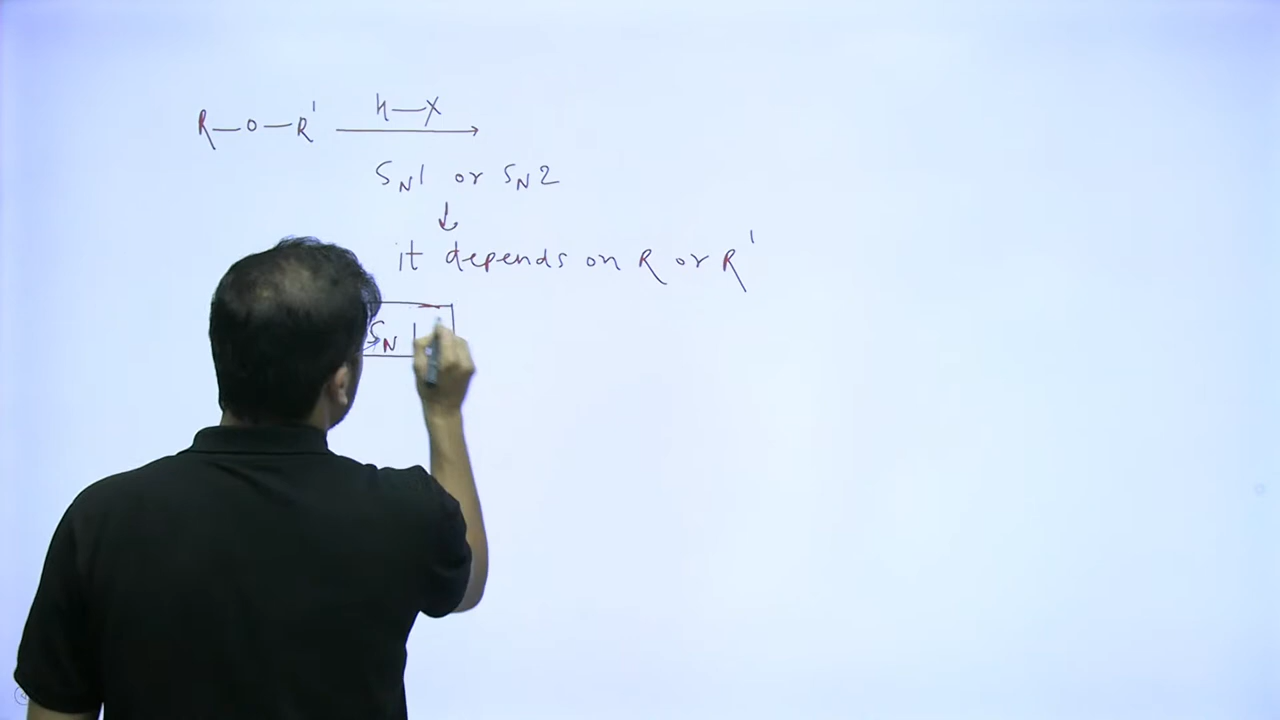 R—O—R' H—X →
SN1 or SN2
↓
it depends on R or R'
SN1